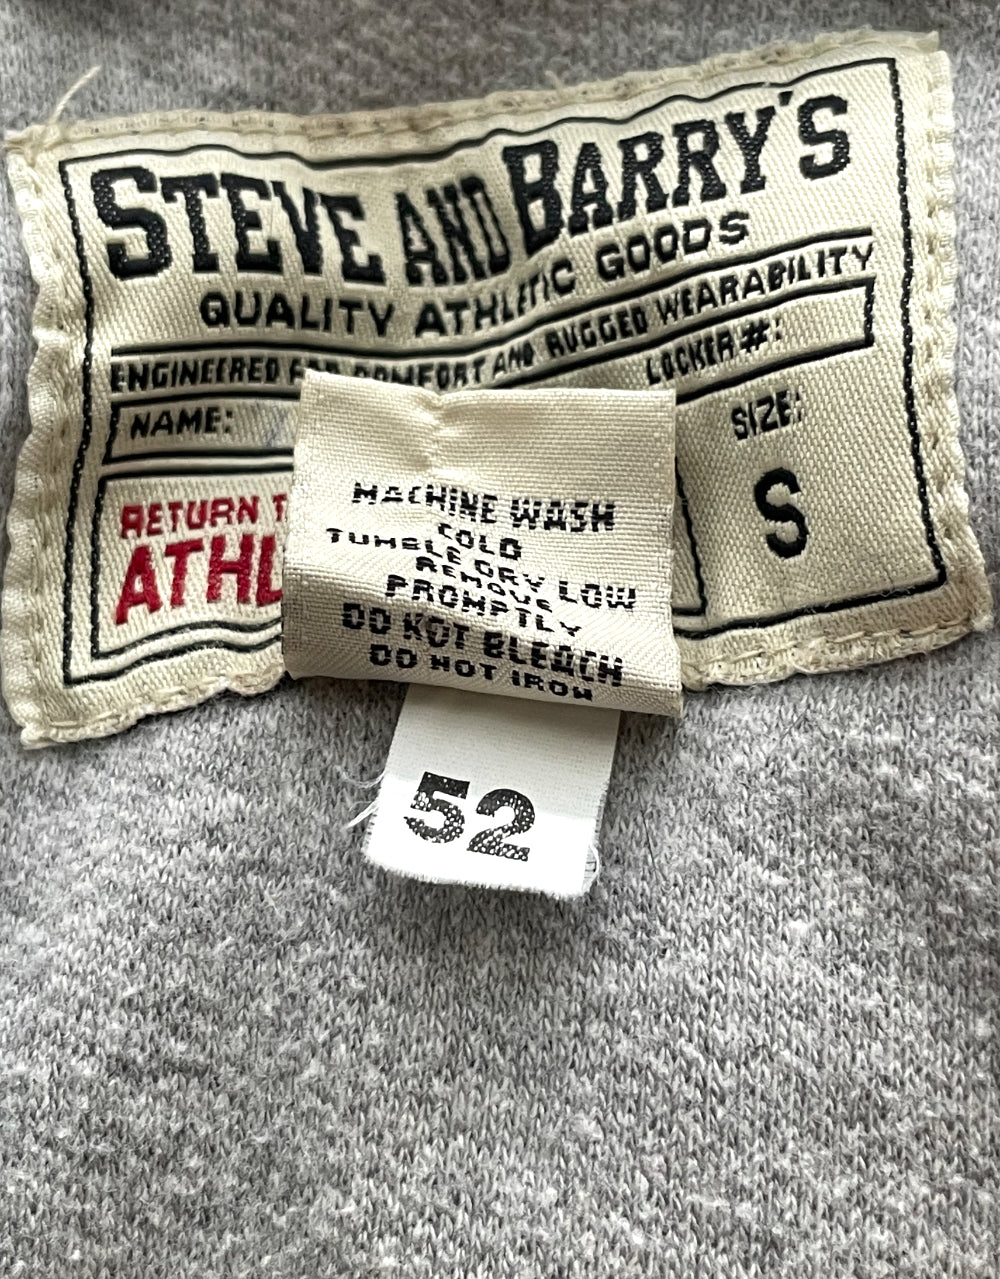 STEVE AND BARRY'S
QUALITY ATHLETIC GOODS
ENGINEERED FOR COMFORT AND RUGGED WEARABILITY
NAME:
LOCKER #:
SIZE:
S
RETURN T
ATHL
MACHINE WASH
COLD
TUMBLE DRY LOW
REMOVE
PROMPTLY
DO NOT BLEACH
DO NOT IRON
52